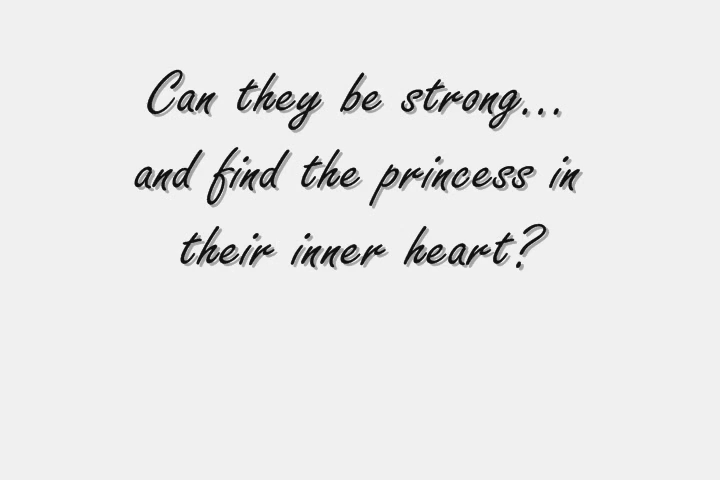 Can they be strong...
and find the princess in
their inner heart?